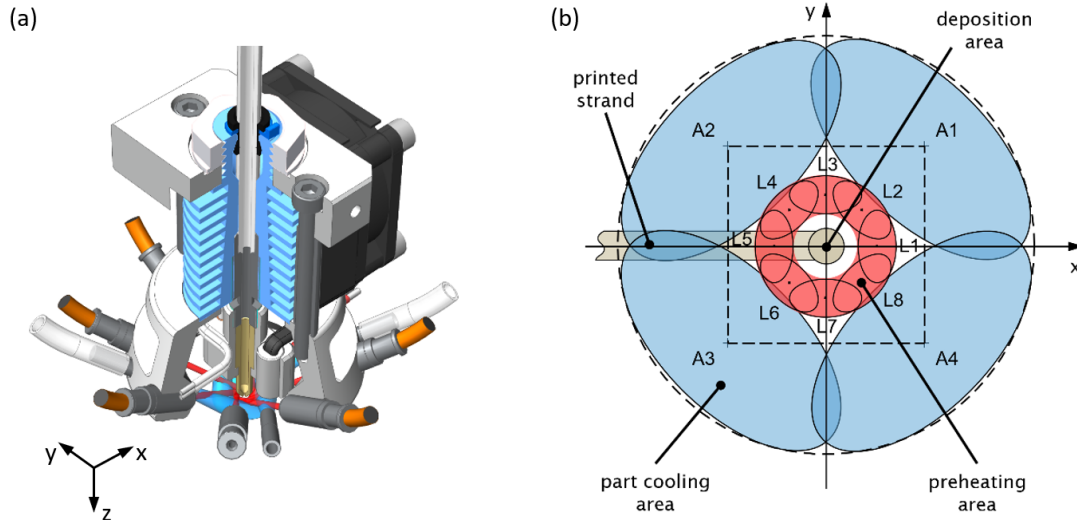 (a)
(b)
y
deposition
area
printed
strand
A2
A1
L3
L4
L2
L5
L1
x
L6
L8
L7
A3
A4
part cooling
area
preheating
area
y
x
z